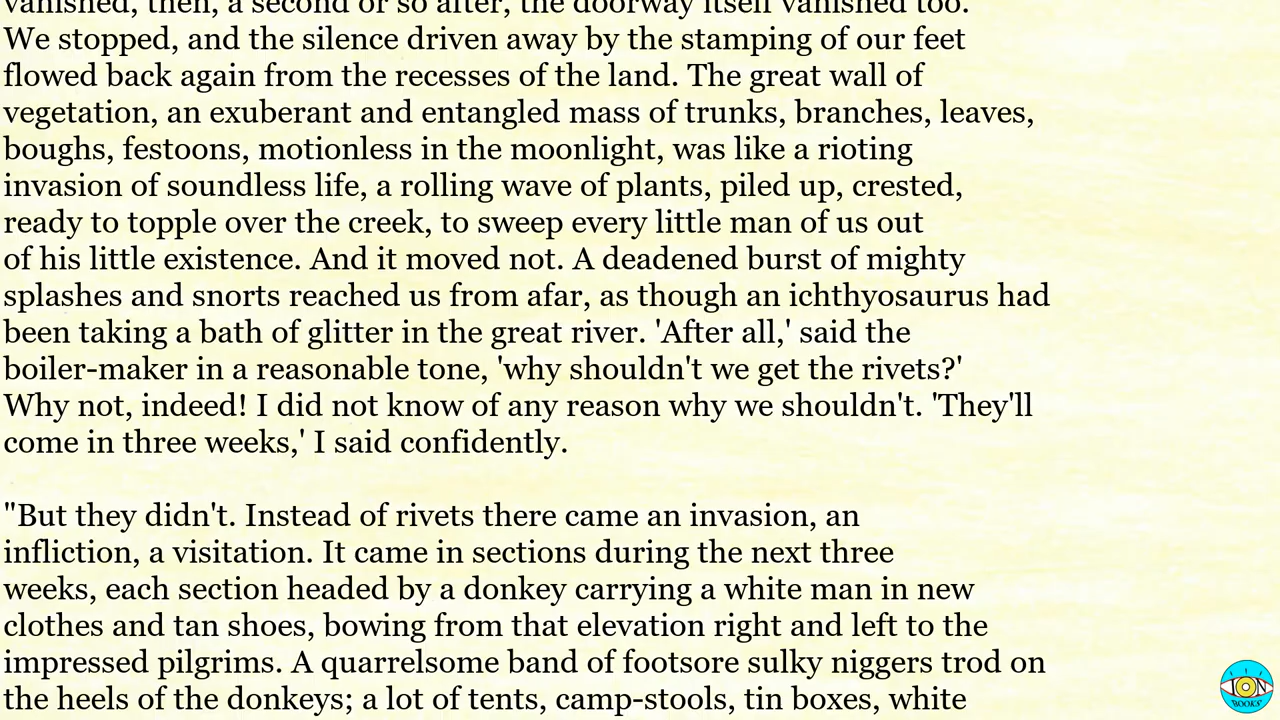 vanished, then, a second or so after, the doorway itself vanished too.
We stopped, and the silence driven away by the stamping of our feet
flowed back again from the recesses of the land. The great wall of
vegetation, an exuberant and entangled mass of trunks, branches, leaves,
boughs, festoons, motionless in the moonlight, was like a rioting
invasion of soundless life, a rolling wave of plants, piled up, crested,
ready to topple over the creek, to sweep every little man of us out
of his little existence. And it moved not. A deadened burst of mighty
splashes and snorts reached us from afar, as though an ichthyosaurus had
been taking a bath of glitter in the great river. 'After all,' said the
boiler-maker in a reasonable tone, 'why shouldn't we get the rivets?'
Why not, indeed! I did not know of any reason why we shouldn't. 'They'll
come in three weeks,' I said confidently.
"But they didn't. Instead of rivets there came an invasion, an
infliction, a visitation. It came in sections during the next three
weeks, each section headed by a donkey carrying a white man in new
clothes and tan shoes, bowing from that elevation right and left to the
impressed pilgrims. A quarrelsome band of footsore sulky niggers trod on
the heels of the donkeys; a lot of tents, camp-stools, tin boxes, white
ION
BOOKS